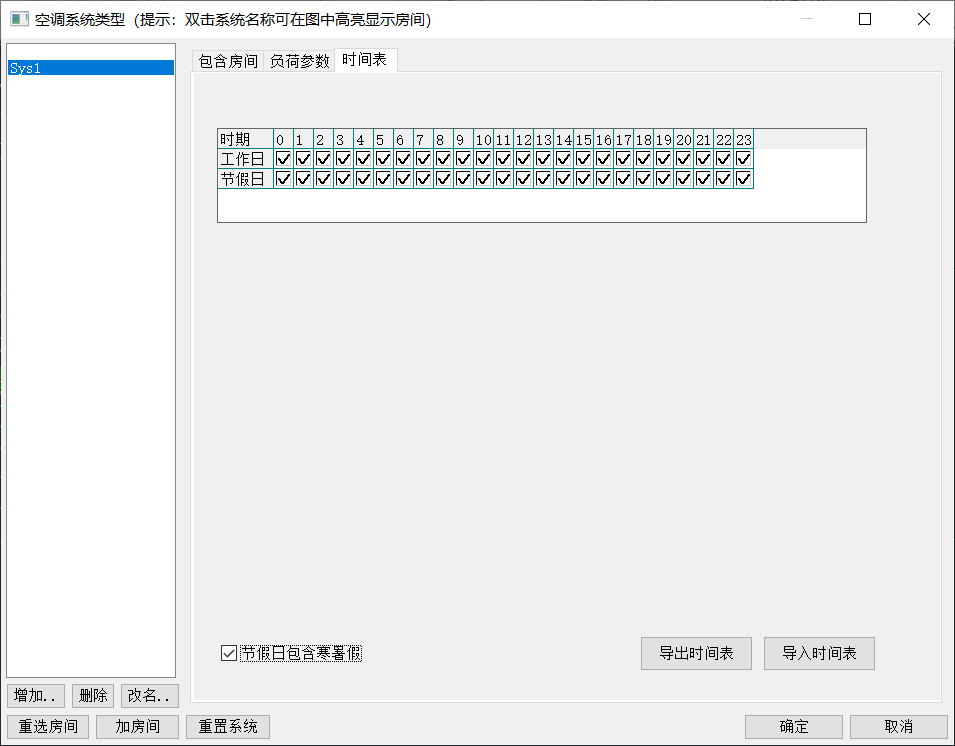 空调系统类型（提示：双击系统名称可在图中高亮显示房间）
Sys1
包含房间 负荷参数 时间表
时期 0 1 2 3 4 5 6 7 8 9 10 11 12 13 14 15 16 17 18 19 20 21 22 23
工作日
节假日
节假日包含寒暑假
导出时间表 导入时间表
增加.. 删除 改名..
重选房间 加房间 重置系统 确定 取消